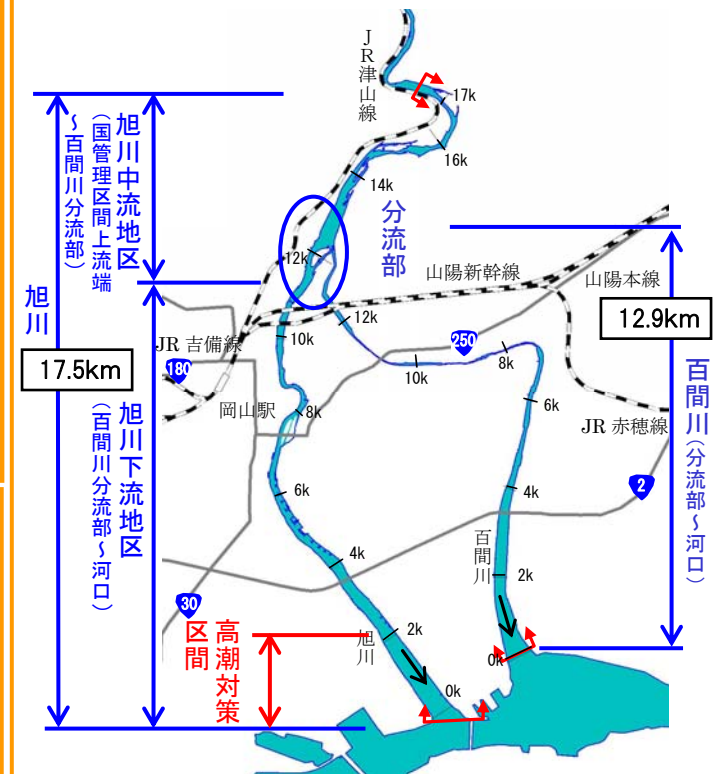 JR津山線
17k
16k
14k
分流部
12k
旭川
17.5km
旭川中流地区
(国管理区間上流端
～百間川分流部)
旭川下流地区
(百間川分流部～河口)
山陽新幹線
山陽本線
12.9km
百間川(分流部～河口)
12k
10k
JR 吉備線
180
250
10k
8k
岡山駅
8k
6k
JR 赤穂線
6k
2
4k
4k
百間川
2k
30
高潮対策
区間
旭川
2k
0k
0k